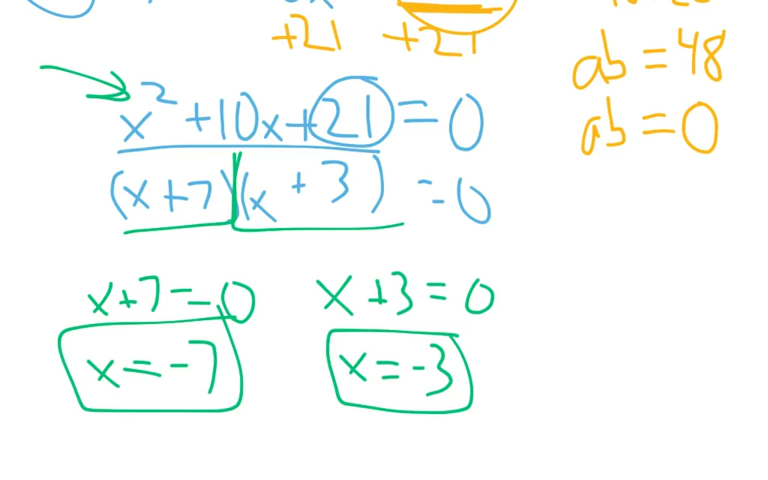 +21 +21
ab = 48
x² + 10x + 21 = 0
ab = 0
(x + 7)(x + 3) = 0
x + 7 = 0 x + 3 = 0
x = -7 x = -3